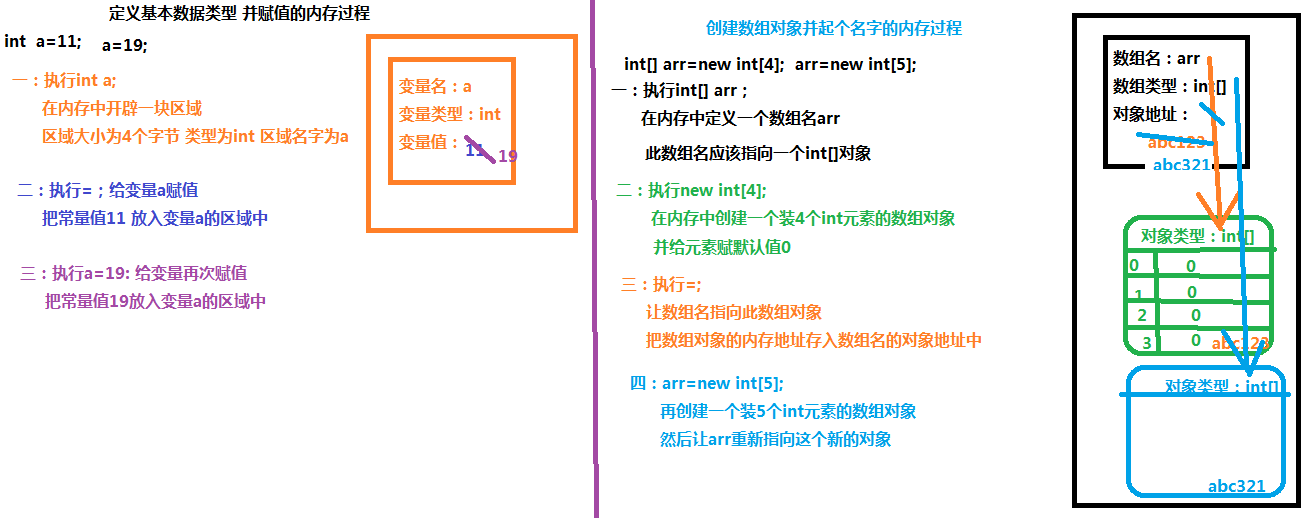 定义基本数据类型 并赋值的内存过程
int a=11; a=19;
一：执行int a;
在内存中开辟一块区域
区域大小为4个字节 类型为int 区域名字为a
二：执行=；给变量a赋值
把常量值11 放入变量a的区域中
三：执行a=19: 给变量再次赋值
把常量值19放入变量a的区域中
变量名：a
变量类型：int
变量值：11 19
创建数组对象并起个名字的内存过程
int[] arr=new int[4]; arr=new int[5];
一：执行int[] arr；
在内存中定义一个数组名arr
此数组名应该指向一个int[]对象
二：执行new int[4];
在内存中创建一个装4个int元素的数组对象
并给元素赋默认值0
三：执行=;
让数组名指向此数组对象
把数组对象的内存地址存入数组名的对象地址中
四：arr=new int[5];
再创建一个装5个int元素的数组对象
然后让arr重新指向这个新的对象
数组名：arr
数组类型：int[]
对象地址：
abc123
abc321
对象类型：int[]
0 0
1 0
2 0
3 0 abc123
对象类型：int[]
abc321